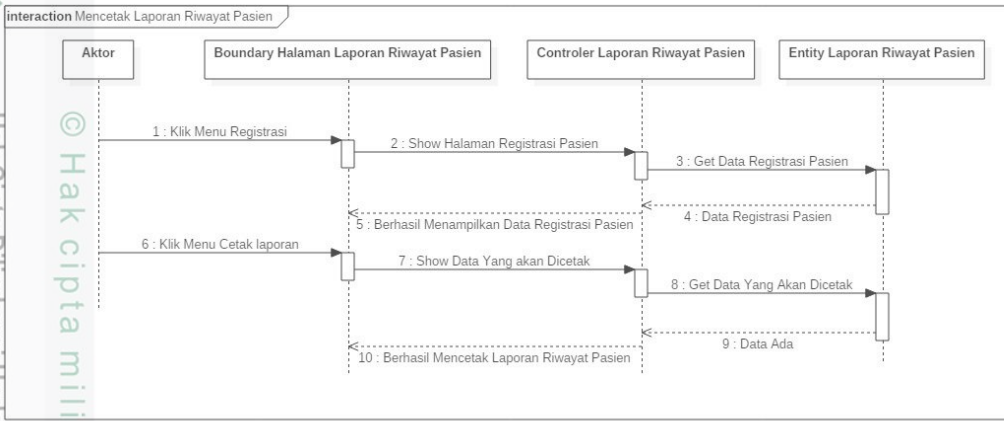 interaction Mencetak Laporan Riwayat Pasien
Aktor
Boundary Halaman Laporan Riwayat Pasien
Controler Laporan Riwayat Pasien
Entity Laporan Riwayat Pasien
1 : Klik Menu Registrasi
2 : Show Halaman Registrasi Pasien
3 : Get Data Registrasi Pasien
4 : Data Registrasi Pasien
5 : Berhasil Menampilkan Data Registrasi Pasien
6 : Klik Menu Cetak laporan
7 : Show Data Yang akan Dicetak
8 : Get Data Yang Akan Dicetak
9 : Data Ada
10 : Berhasil Mencetak Laporan Riwayat Pasien
© Hak cipta mili